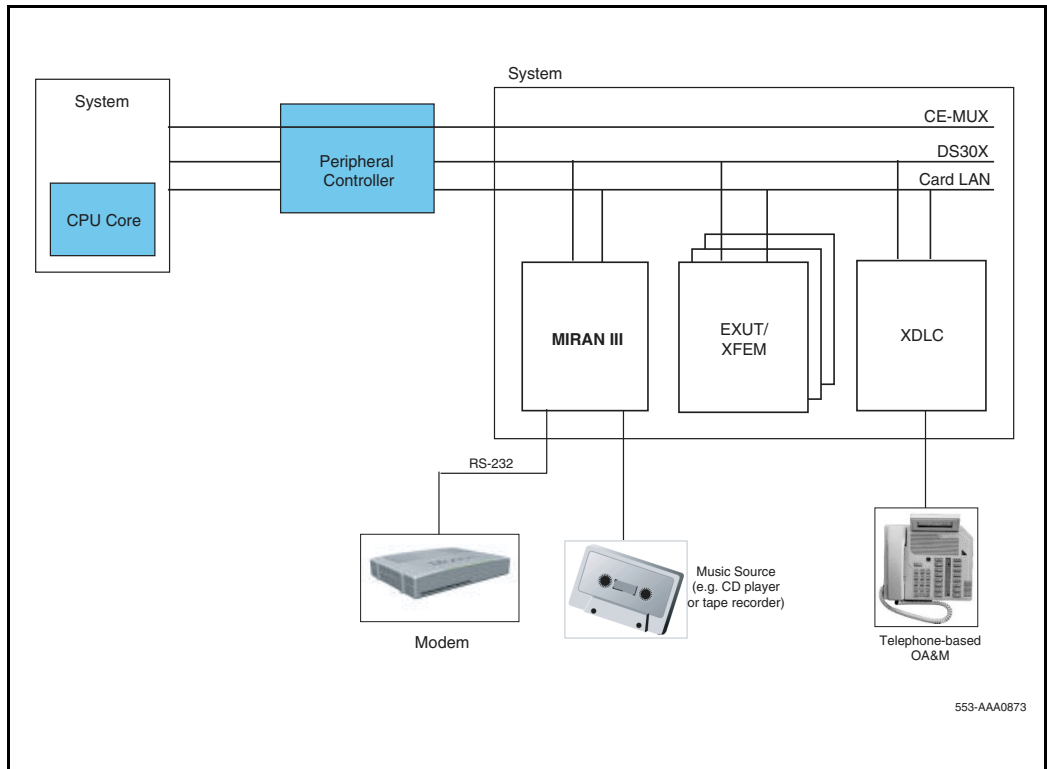 System
System
CE-MUX
DS30X
Card LAN
Peripheral
Controller
CPU Core
MIRAN III
EXUT/
XFEM
XDLC
RS-232
Modem
Music Source
(e.g. CD player
or tape recorder)
Telephone-based
OA&M
553-AAA0873